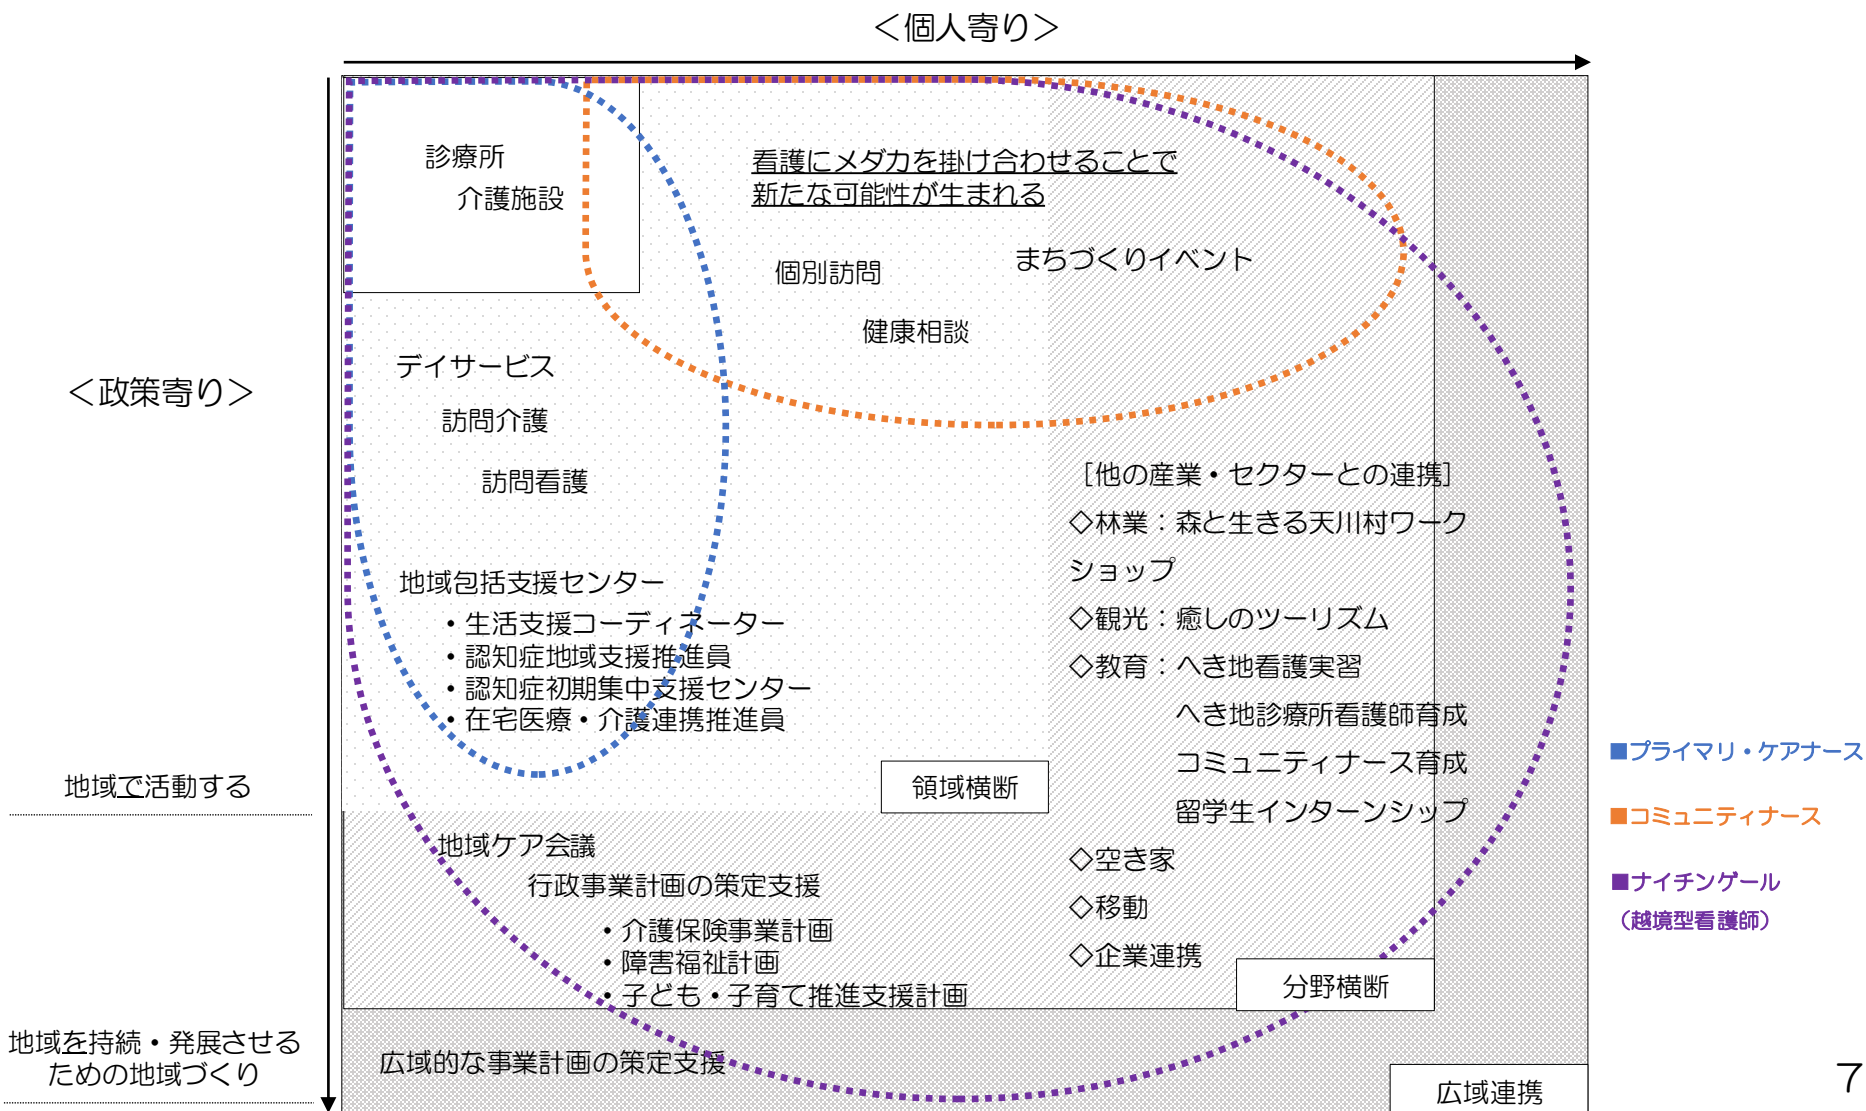 ＜個人寄り＞
診療所
介護施設
看護にメダカを掛け合わせることで
新たな可能性が生まれる
個別訪問
まちづくりイベント
健康相談
＜政策寄り＞
デイサービス
訪問介護
訪問看護
[他の産業・セクターとの連携]
◇林業：森と生きる天川村ワーク
ショップ
◇観光：癒しのツーリズム
◇教育：へき地看護実習
へき地診療所看護師育成
コミュニティナース育成
留学生インターンシップ
◇空き家
◇移動
◇企業連携
地域包括支援センター
・生活支援コーディネーター
・認知症地域支援推進員
・認知症初期集中支援センター
・在宅医療・介護連携推進員
領域横断
地域で活動する
地域ケア会議
行政事業計画の策定支援
・介護保険事業計画
・障害福祉計画
・子ども・子育て推進支援計画
分野横断
地域を持続・発展させる
ための地域づくり
広域的な事業計画の策定支援
広域連携
■プライマリ・ケアナース
■コミュニティナース
■ナイチンゲール
（越境型看護師）
7